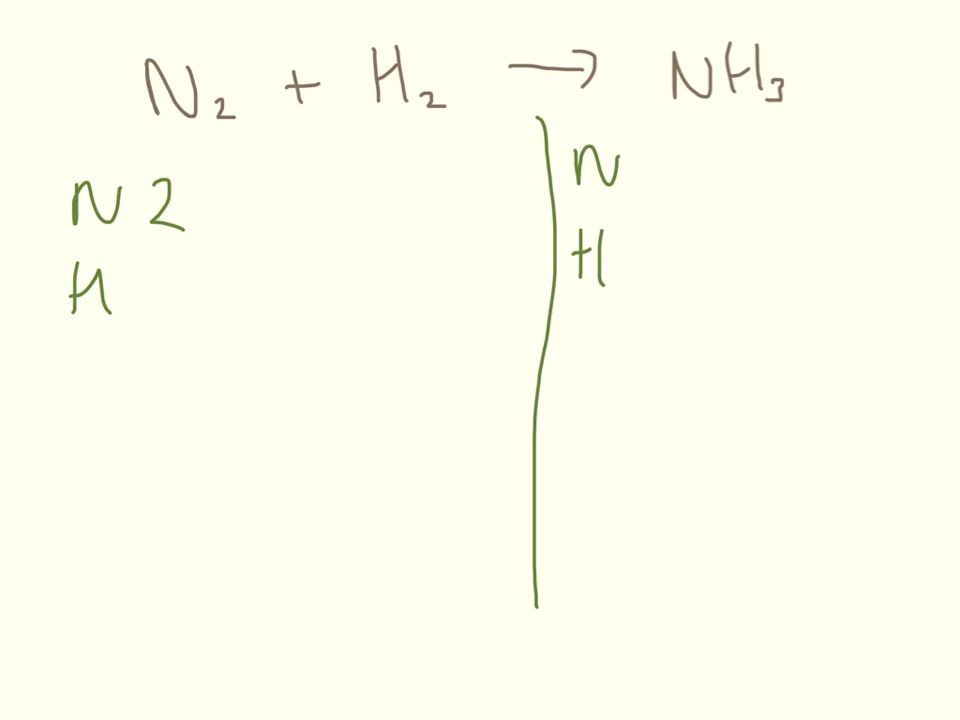 N₂ + H₂ → NH₃
N 2
H
N
H